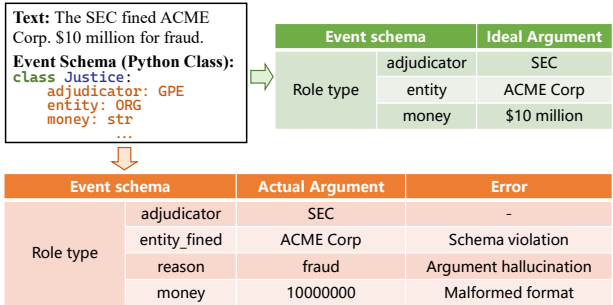 Text: The SEC fined ACME
Corp. $10 million for fraud.
Event Schema (Python Class):
class Justice:
adjudicator: GPE
entity: ORG
money: str
...
Event schema Ideal Argument
Role type
adjudicator SEC
entity ACME Corp
money $10 million
Event schema Actual Argument Error
Role type
adjudicator SEC -
entity_fined ACME Corp Schema violation
reason fraud Argument hallucination
money 10000000 Malformed format